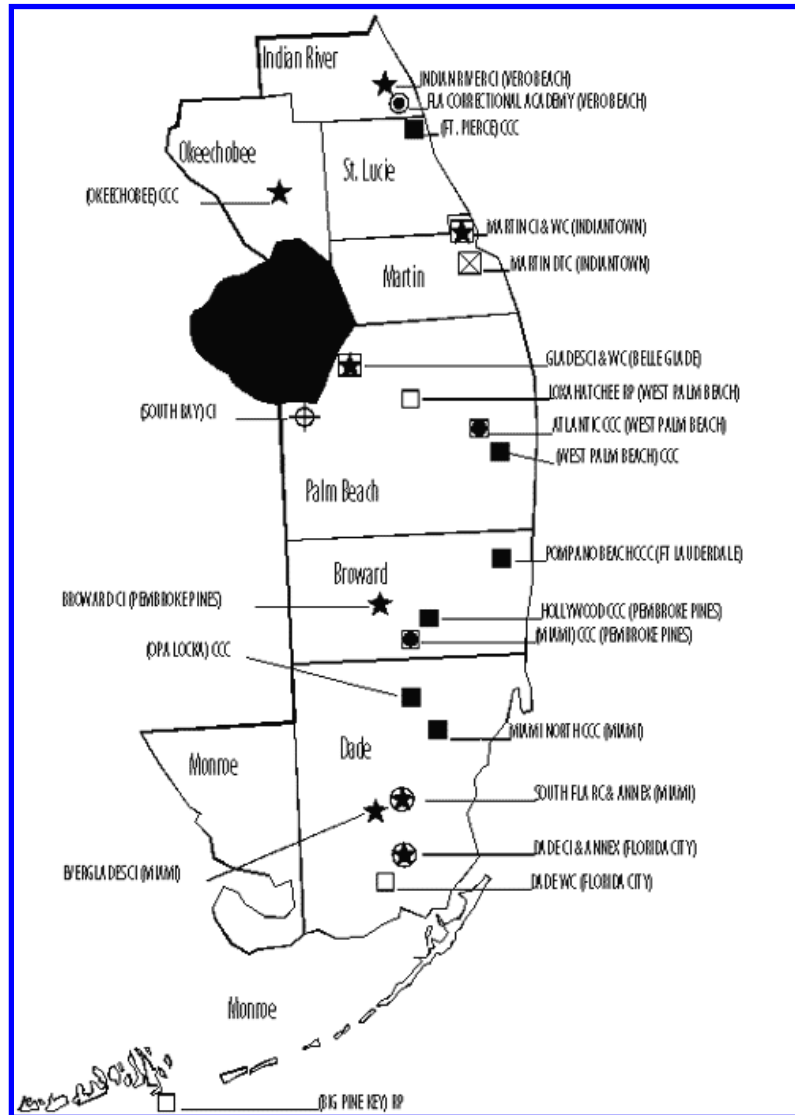 Indian River
INDIAN RIVER CI (VERO BEACH)
FLA CORRECTIONAL ACADEMY (VERO BEACH)
(FT. PIERCE) CCC
Okeechobee
St. Lucie
(OKEECHOBEE) CCC
MARTIN CI & WC (INDIANTOWN)
MARTIN DTC (INDIANTOWN)
Martin
GLADES CI & WC (BELLE GLADE)
LOXAHATCHEE RP (WEST PALM BEACH)
(SOUTH BAY) CI
ATLANTIC CCC (WEST PALM BEACH)
(WEST PALM BEACH) CCC
Palm Beach
POMPANO BEACH CCC (FT LAUDERDALE)
Broward
BROWARD CI (PEMBROKE PINES)
HOLLYWOOD CCC (PEMBROKE PINES)
(MIAMI) CCC (PEMBROKE PINES)
(OPA LOCKA) CCC
MIAMI NORTH CCC (MIAMI)
Dade
Monroe
SOUTH FLA RC & ANNEX (MIAMI)
DADE CI & ANNEX (FLORIDA CITY)
EVERGLADES CI (MIAMI)
DADE WC (FLORIDA CITY)
Monroe
(BIG PINE KEY) RP